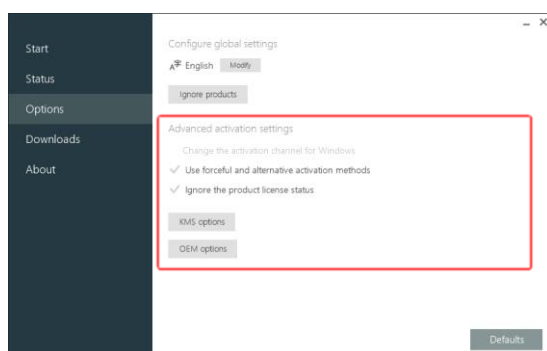 Start
Status
Options
Downloads
About
Configure global settings
English Modify
Ignore products
Advanced activation settings
Change the activation channel for Windows
Use forceful and alternative activation methods
Ignore the product license status
KMS options
OEM options
Defaults